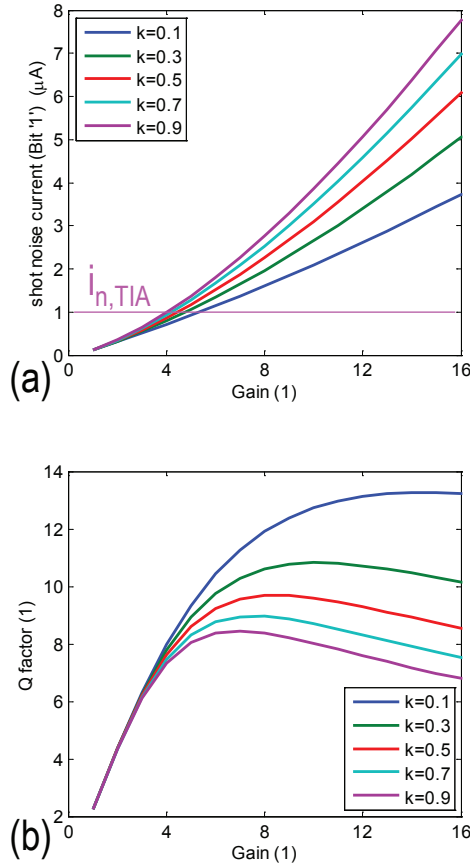 8
7
6
5
4
3
2
1
0
shot noise current (Bit '1') (μA)
k=0.1
k=0.3
k=0.5
k=0.7
k=0.9
i n,TIA
0 4 8 12 16
Gain (1)
(a)
14
12
10
8
6
4
2
Q factor (1)
k=0.1
k=0.3
k=0.5
k=0.7
k=0.9
0 4 8 12 16
Gain (1)
(b)